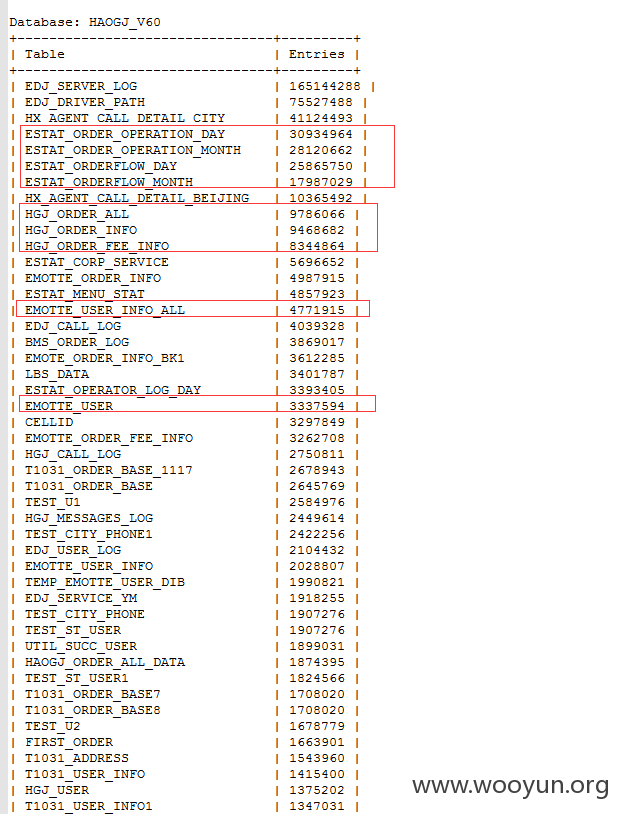 Database: HAOGJ_V60
+--------------------------------+---------+
| Table                          | Entries |
+--------------------------------+---------+
| EDJ_SERVER_LOG                 | 165144288 |
| EDJ_DRIVER_PATH                | 75527488 |
| HX_AGENT_CALL_DETAIL_CITY      | 41124493 |
| ESTAT_ORDER_OPERATION_DAY      | 30934964 |
| ESTAT_ORDER_OPERATION_MONTH    | 28120662 |
| ESTAT_ORDERFLOW_DAY            | 25865750 |
| ESTAT_ORDERFLOW_MONTH          | 17987029 |
| HX_AGENT_CALL_DETAIL_BEIJING   | 10365492 |
| HGJ_ORDER_ALL                  | 9786066 |
| HGJ_ORDER_INFO                 | 9468682 |
| HGJ_ORDER_FEE_INFO             | 8344864 |
| ESTAT_CORP_SERVICE             | 5696652 |
| EMOTTE_ORDER_INFO              | 4987915 |
| ESTAT_MENU_STAT                | 4857923 |
| EMOTTE_USER_INFO_ALL           | 4771915 |
| EDJ_CALL_LOG                   | 4039328 |
| BMS_ORDER_LOG                  | 3869017 |
| EMOTE_ORDER_INFO_BK1           | 3612285 |
| LBS_DATA                       | 3401787 |
| ESTAT_OPERATOR_LOG_DAY         | 3393405 |
| EMOTTE_USER                    | 3337594 |
| CELLID                         | 3297849 |
| EMOTTE_ORDER_FEE_INFO          | 3262708 |
| HGJ_CALL_LOG                   | 2750811 |
| T1031_ORDER_BASE_1117          | 2678943 |
| T1031_ORDER_BASE               | 2645769 |
| TEST_U1                        | 2584976 |
| HGJ_MESSAGES_LOG               | 2449614 |
| TEST_CITY_PHONE1               | 2422256 |
| EDJ_USER_LOG                   | 2104432 |
| EMOTTE_USER_INFO               | 2028807 |
| TEMP_EMOTTE_USER_DIB           | 1990821 |
| EDJ_SERVICE_YM                 | 1918255 |
| TEST_CITY_PHONE                | 1907276 |
| TEST_ST_USER                   | 1907276 |
| UTIL_SUCC_USER                 | 1899031 |
| HAOGJ_ORDER_ALL_DATA           | 1874395 |
| TEST_ST_USER1                  | 1824566 |
| T1031_ORDER_BASE7              | 1708020 |
| T1031_ORDER_BASE8              | 1708020 |
| TEST_U2                        | 1678779 |
| FIRST_ORDER                    | 1663901 |
| T1031_ADDRESS                  | 1543960 |
| T1031_USER_INFO                | 1415400 |
| HGJ_USER                       | 1375202 |
| T1031_USER_INFO1               | 1347031 |
www.wooyun.org